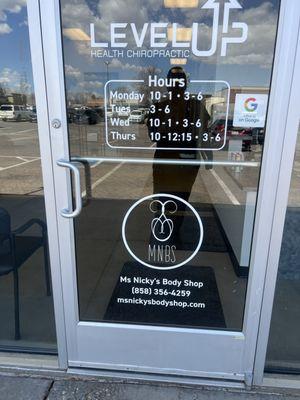 LEVEL UP
HEALTH CHIROPRACTIC
Hours
Monday 10-1 • 3-6
Tues 3-6
Wed 10-1 • 3-6
Thurs 10-12:15 • 3-6
Google
MNBS
Ms Nicky's Body Shop
(858) 356-4259
msnickysbodyshop.com